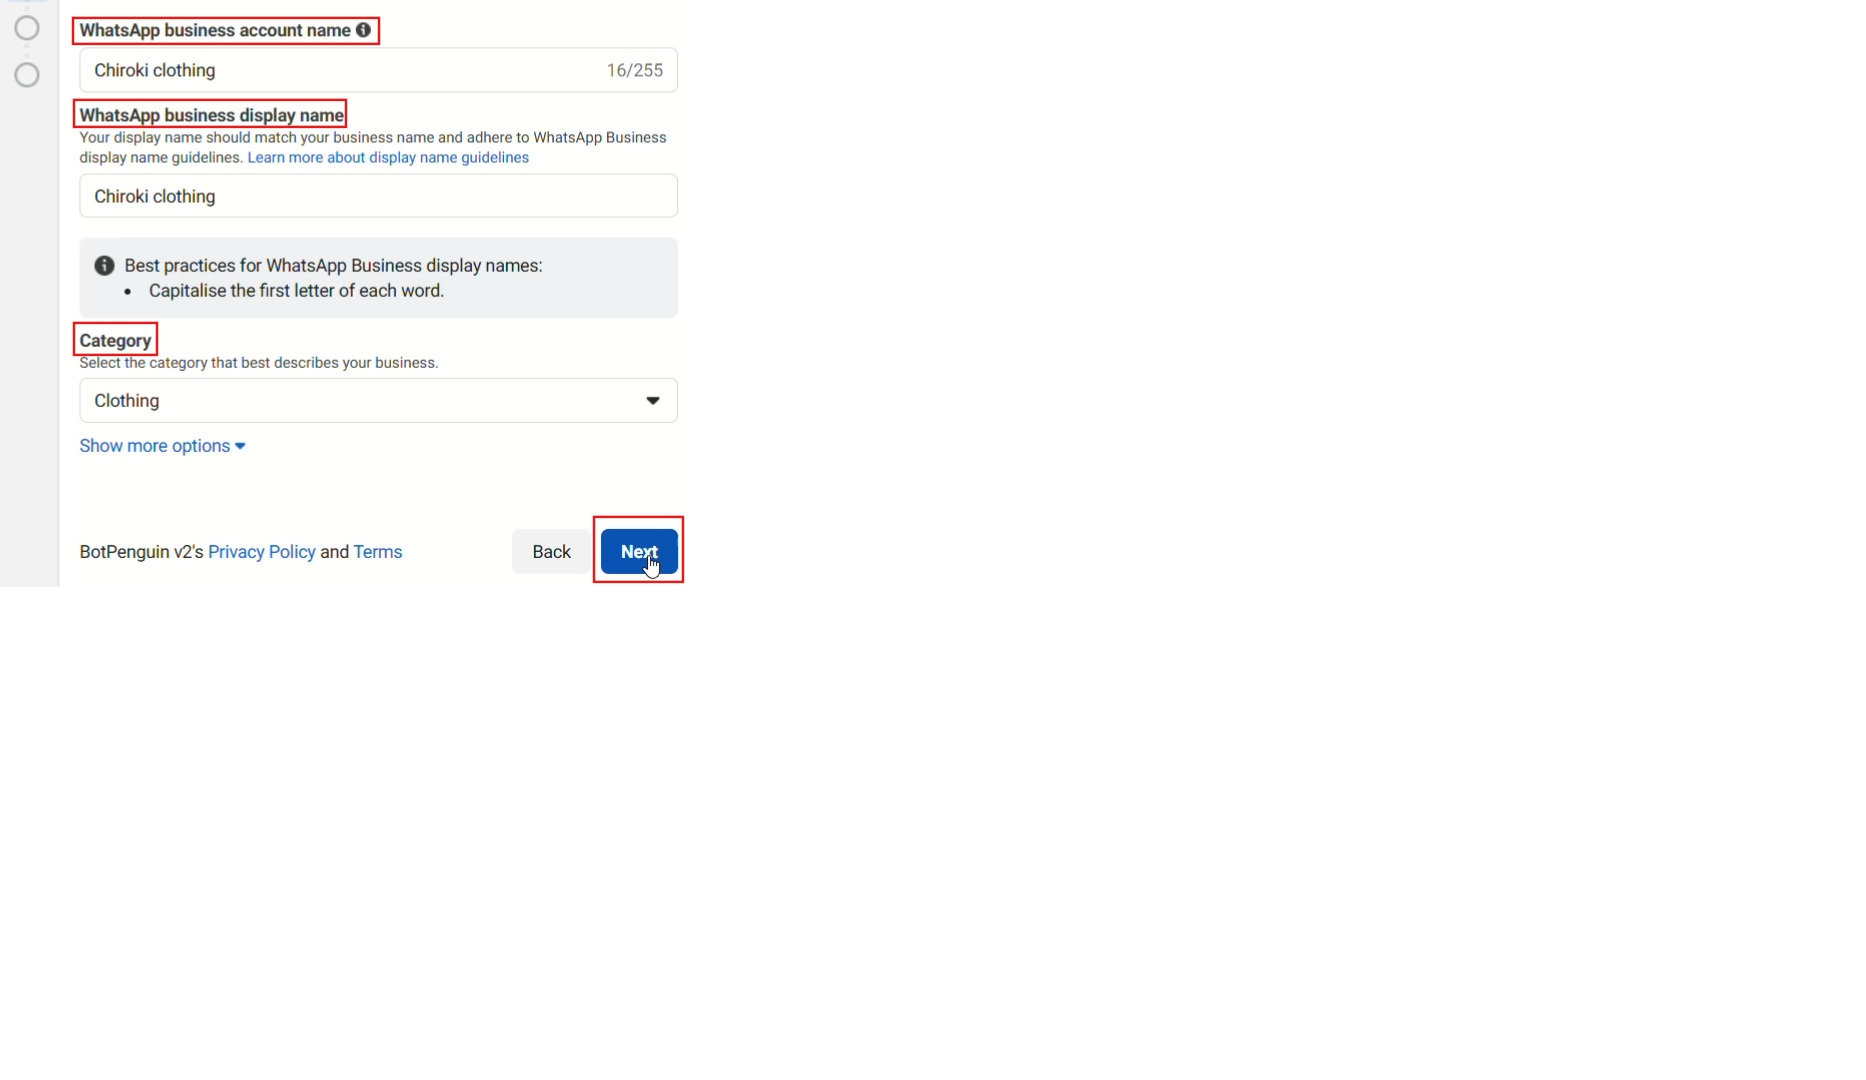 WhatsApp business account name
Chiroki clothing 16/255
WhatsApp business display name
Your display name should match your business name and adhere to WhatsApp Business
display name guidelines. Learn more about display name guidelines
Chiroki clothing
Best practices for WhatsApp Business display names:
• Capitalise the first letter of each word.
Category
Select the category that best describes your business.
Clothing
Show more options
BotPenguin v2's Privacy Policy and Terms Back Next